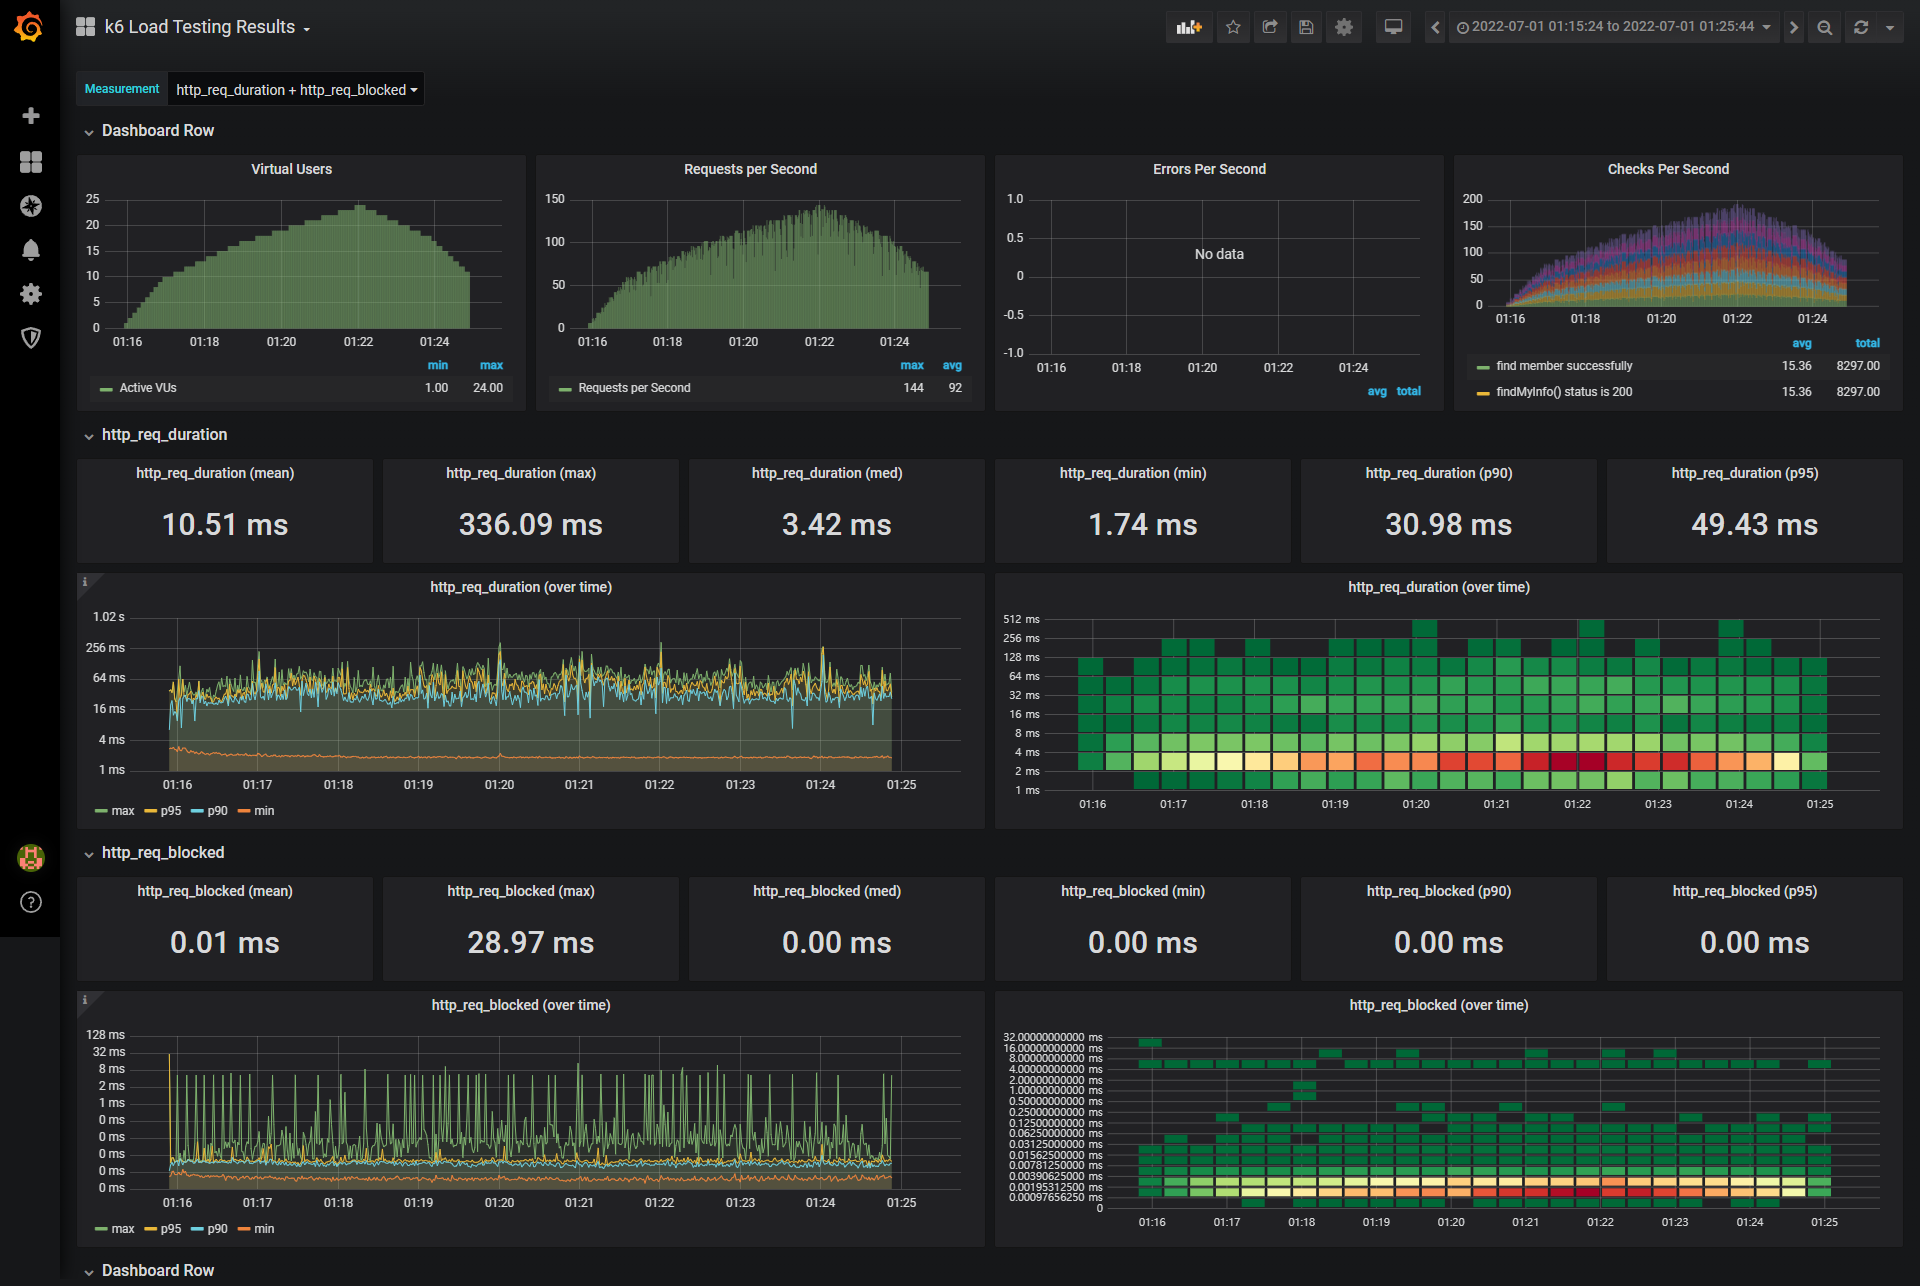 k6 Load Testing Results
2022-07-01 01:15:24 to 2022-07-01 01:25:44
Measurement http_req_duration + http_req_blocked
Dashboard Row
Virtual Users
25
20
15
10
5
0
01:16 01:18 01:20 01:22 01:24
min max
Active VUs 1.00 24.00
Requests per Second
150
100
50
0
01:16 01:18 01:20 01:22 01:24
max avg
Requests per Second 144 92
Errors Per Second
1.0
0.5
0
-0.5
-1.0
No data
01:16 01:18 01:20 01:22 01:24
avg total
Checks Per Second
200
150
100
50
0
01:16 01:18 01:20 01:22 01:24
avg total
find member successfully 15.36 8297.00
findMyInfo() status is 200 15.36 8297.00
http_req_duration
http_req_duration (mean)
10.51 ms
http_req_duration (max)
336.09 ms
http_req_duration (med)
3.42 ms
http_req_duration (min)
1.74 ms
http_req_duration (p90)
30.98 ms
http_req_duration (p95)
49.43 ms
http_req_duration (over time)
1.02 s
256 ms
64 ms
16 ms
4 ms
1 ms
01:16 01:17 01:18 01:19 01:20 01:21 01:22 01:23 01:24 01:25
max p95 p90 min
http_req_duration (over time)
512 ms
256 ms
128 ms
64 ms
32 ms
16 ms
8 ms
4 ms
2 ms
1 ms
01:16 01:17 01:18 01:19 01:20 01:21 01:22 01:23 01:24 01:25
http_req_blocked
http_req_blocked (mean)
0.01 ms
http_req_blocked (max)
28.97 ms
http_req_blocked (med)
0.00 ms
http_req_blocked (min)
0.00 ms
http_req_blocked (p90)
0.00 ms
http_req_blocked (p95)
0.00 ms
http_req_blocked (over time)
128 ms
32 ms
8 ms
2 ms
1 ms
0 ms
0 ms
0 ms
0 ms
0 ms
01:16 01:17 01:18 01:19 01:20 01:21 01:22 01:23 01:24 01:25
max p95 p90 min
http_req_blocked (over time)
32.00000000000 ms
16.00000000000 ms
8.00000000000 ms
4.00000000000 ms
2.00000000000 ms
1.00000000000 ms
0.50000000000 ms
0.25000000000 ms
0.12500000000 ms
0.06250000000 ms
0.03125000000 ms
0.01562500000 ms
0.00781250000 ms
0.00390625000 ms
0.00195312500 ms
0.00097656250 ms
0
01:16 01:17 01:18 01:19 01:20 01:21 01:22 01:23 01:24 01:25
Dashboard Row